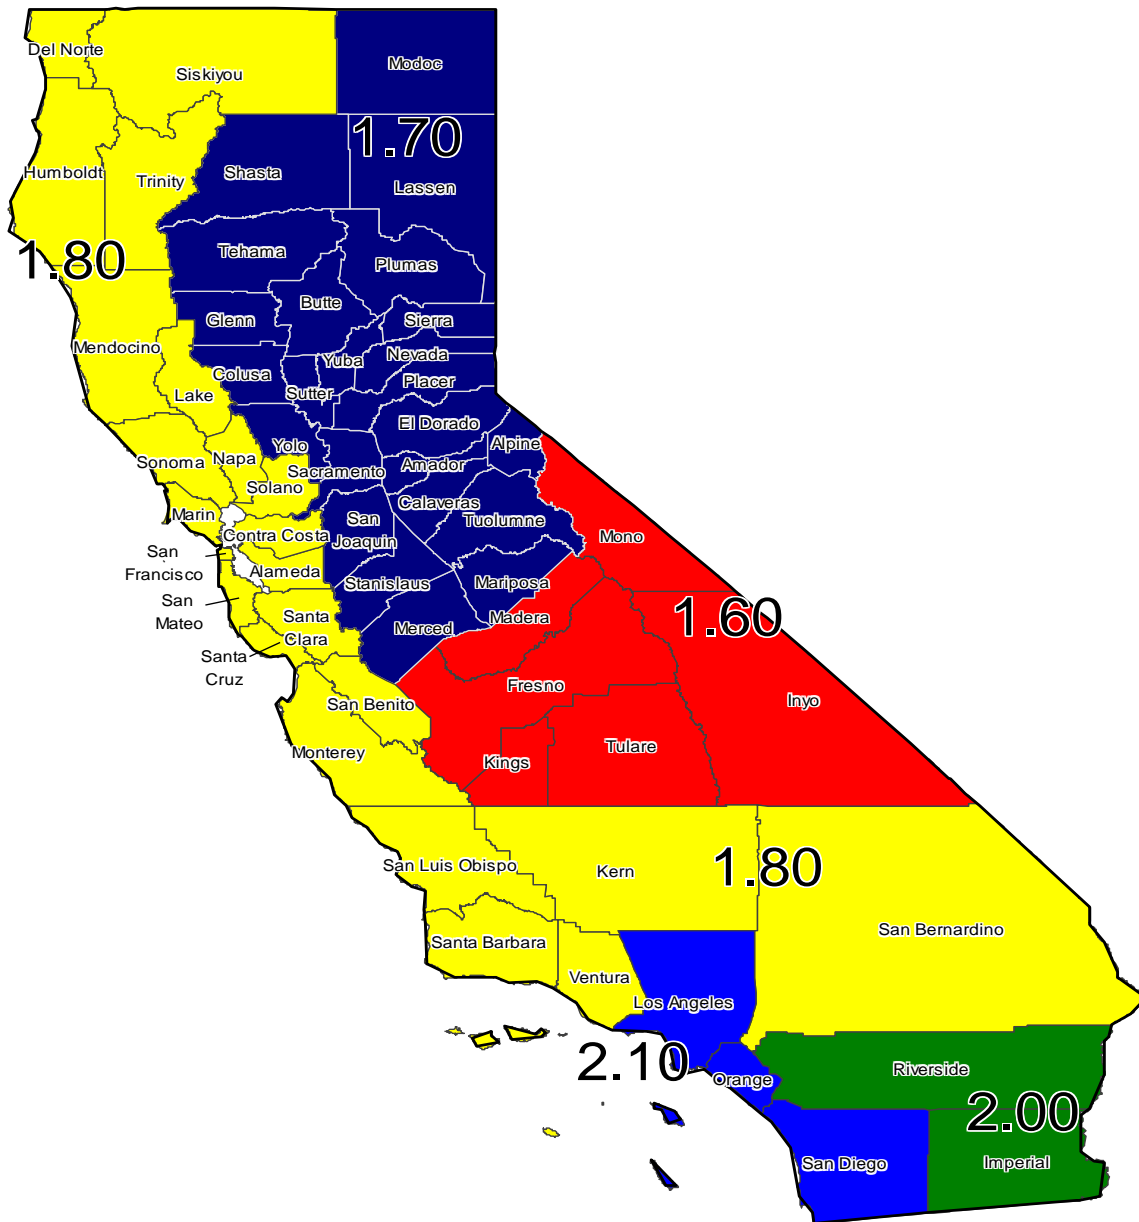 Del Norte
Modoc
Siskiyou
1.70
Shasta
Humboldt
Trinity
Lassen
1.80
Tehama
Plumas
Butte
Glenn
Sierra
Mendocino
Nevada
Yuba
Colusa
Placer
Lake
Sutter
El Dorado
Alpine
Yolo
Napa
Sonoma
Amador
Sacramento
Solano
Calaveras
Marin
San
Joaquin
Tuolumne
Contra Costa
Mono
San
Francisco
Alameda
Stanislaus
Mariposa
San
Mateo
Santa
Clara
Madera
1.60
Merced
Santa
Cruz
Fresno
San Benito
Inyo
Monterey
Tulare
Kings
San Luis Obispo
Kern
1.80
San Bernardino
Santa Barbara
Ventura
Los Angeles
2.10
Orange
Riverside
2.00
San Diego
Imperial